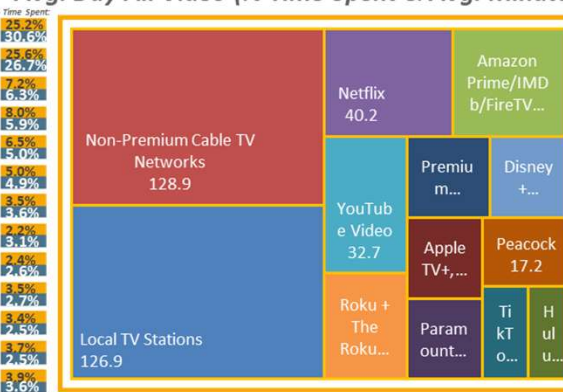 Time Spent:
25.2%
30.6%
25.6%
26.7%
7.2%
6.3%
8.0%
5.9%
6.5%
5.0%
5.0%
4.9%
3.5%
3.6%
2.2%
3.1%
2.4%
2.6%
3.5%
2.7%
3.4%
2.5%
3.7%
2.5%
3.9%
3.6%
Non-Premium Cable TV
Networks
128.9
Local TV Stations
126.9
Netflix
40.2
Amazon
Prime/IMD
b/FireTV...
YouTub
e Video
32.7
Premiu
m...
Disney
+...
Apple
TV+,...
Peacock
17.2
Roku +
The
Roku...
Param
ount...
Ti
kT
o...
H
ul
u...